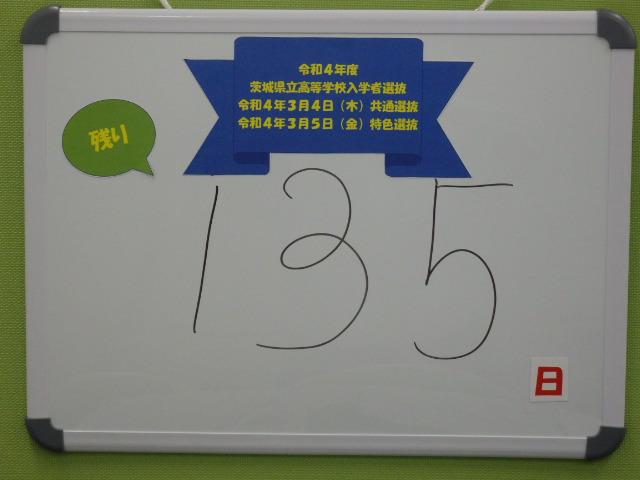 令和4年度
茨城県立高等学校入学者選抜
令和4年3月4日（木）共通選抜
令和4年3月5日（金）特色選抜
残り
135
日